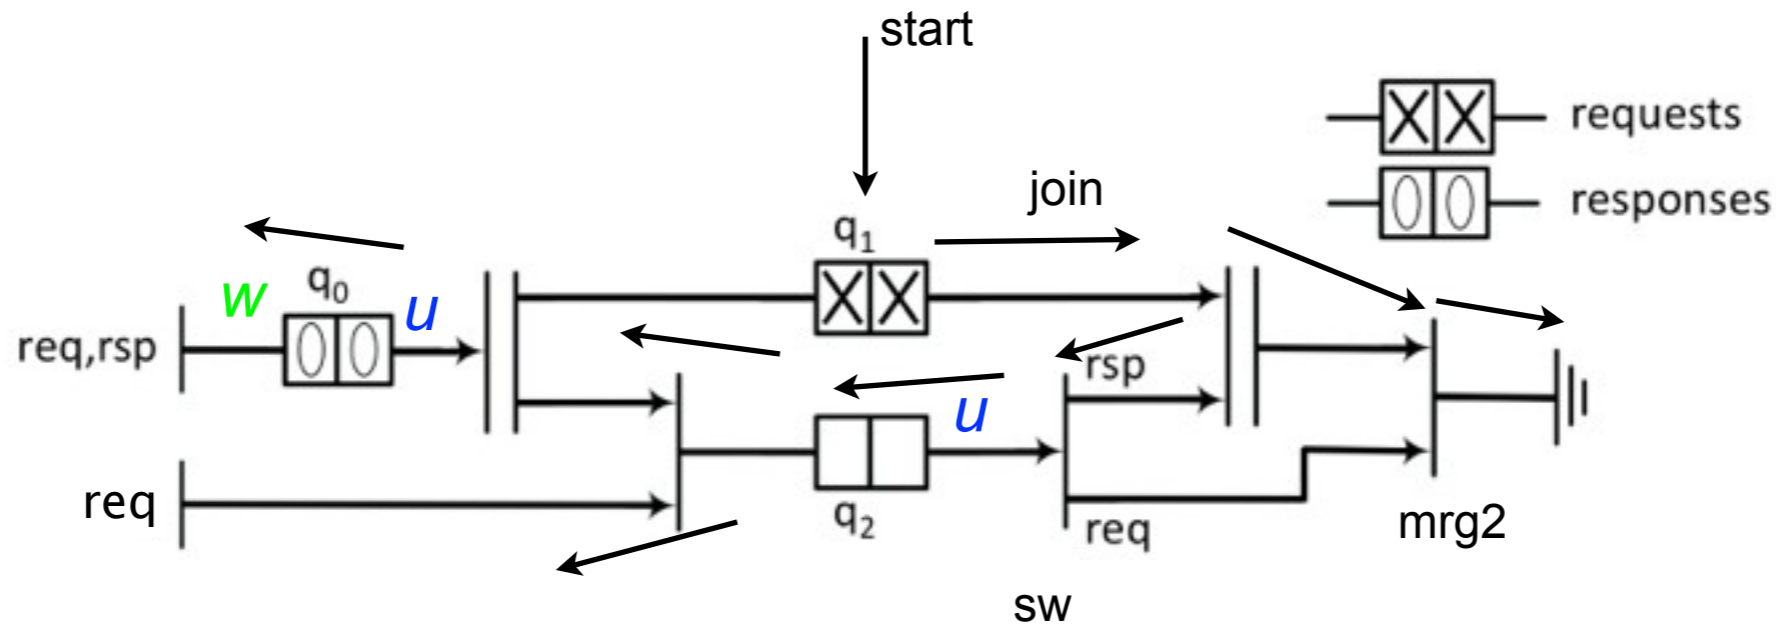 start
requests
responses
join
q1
w
q0
u
req,rsp
rsp
u
req
q2
req
mrg2
sw